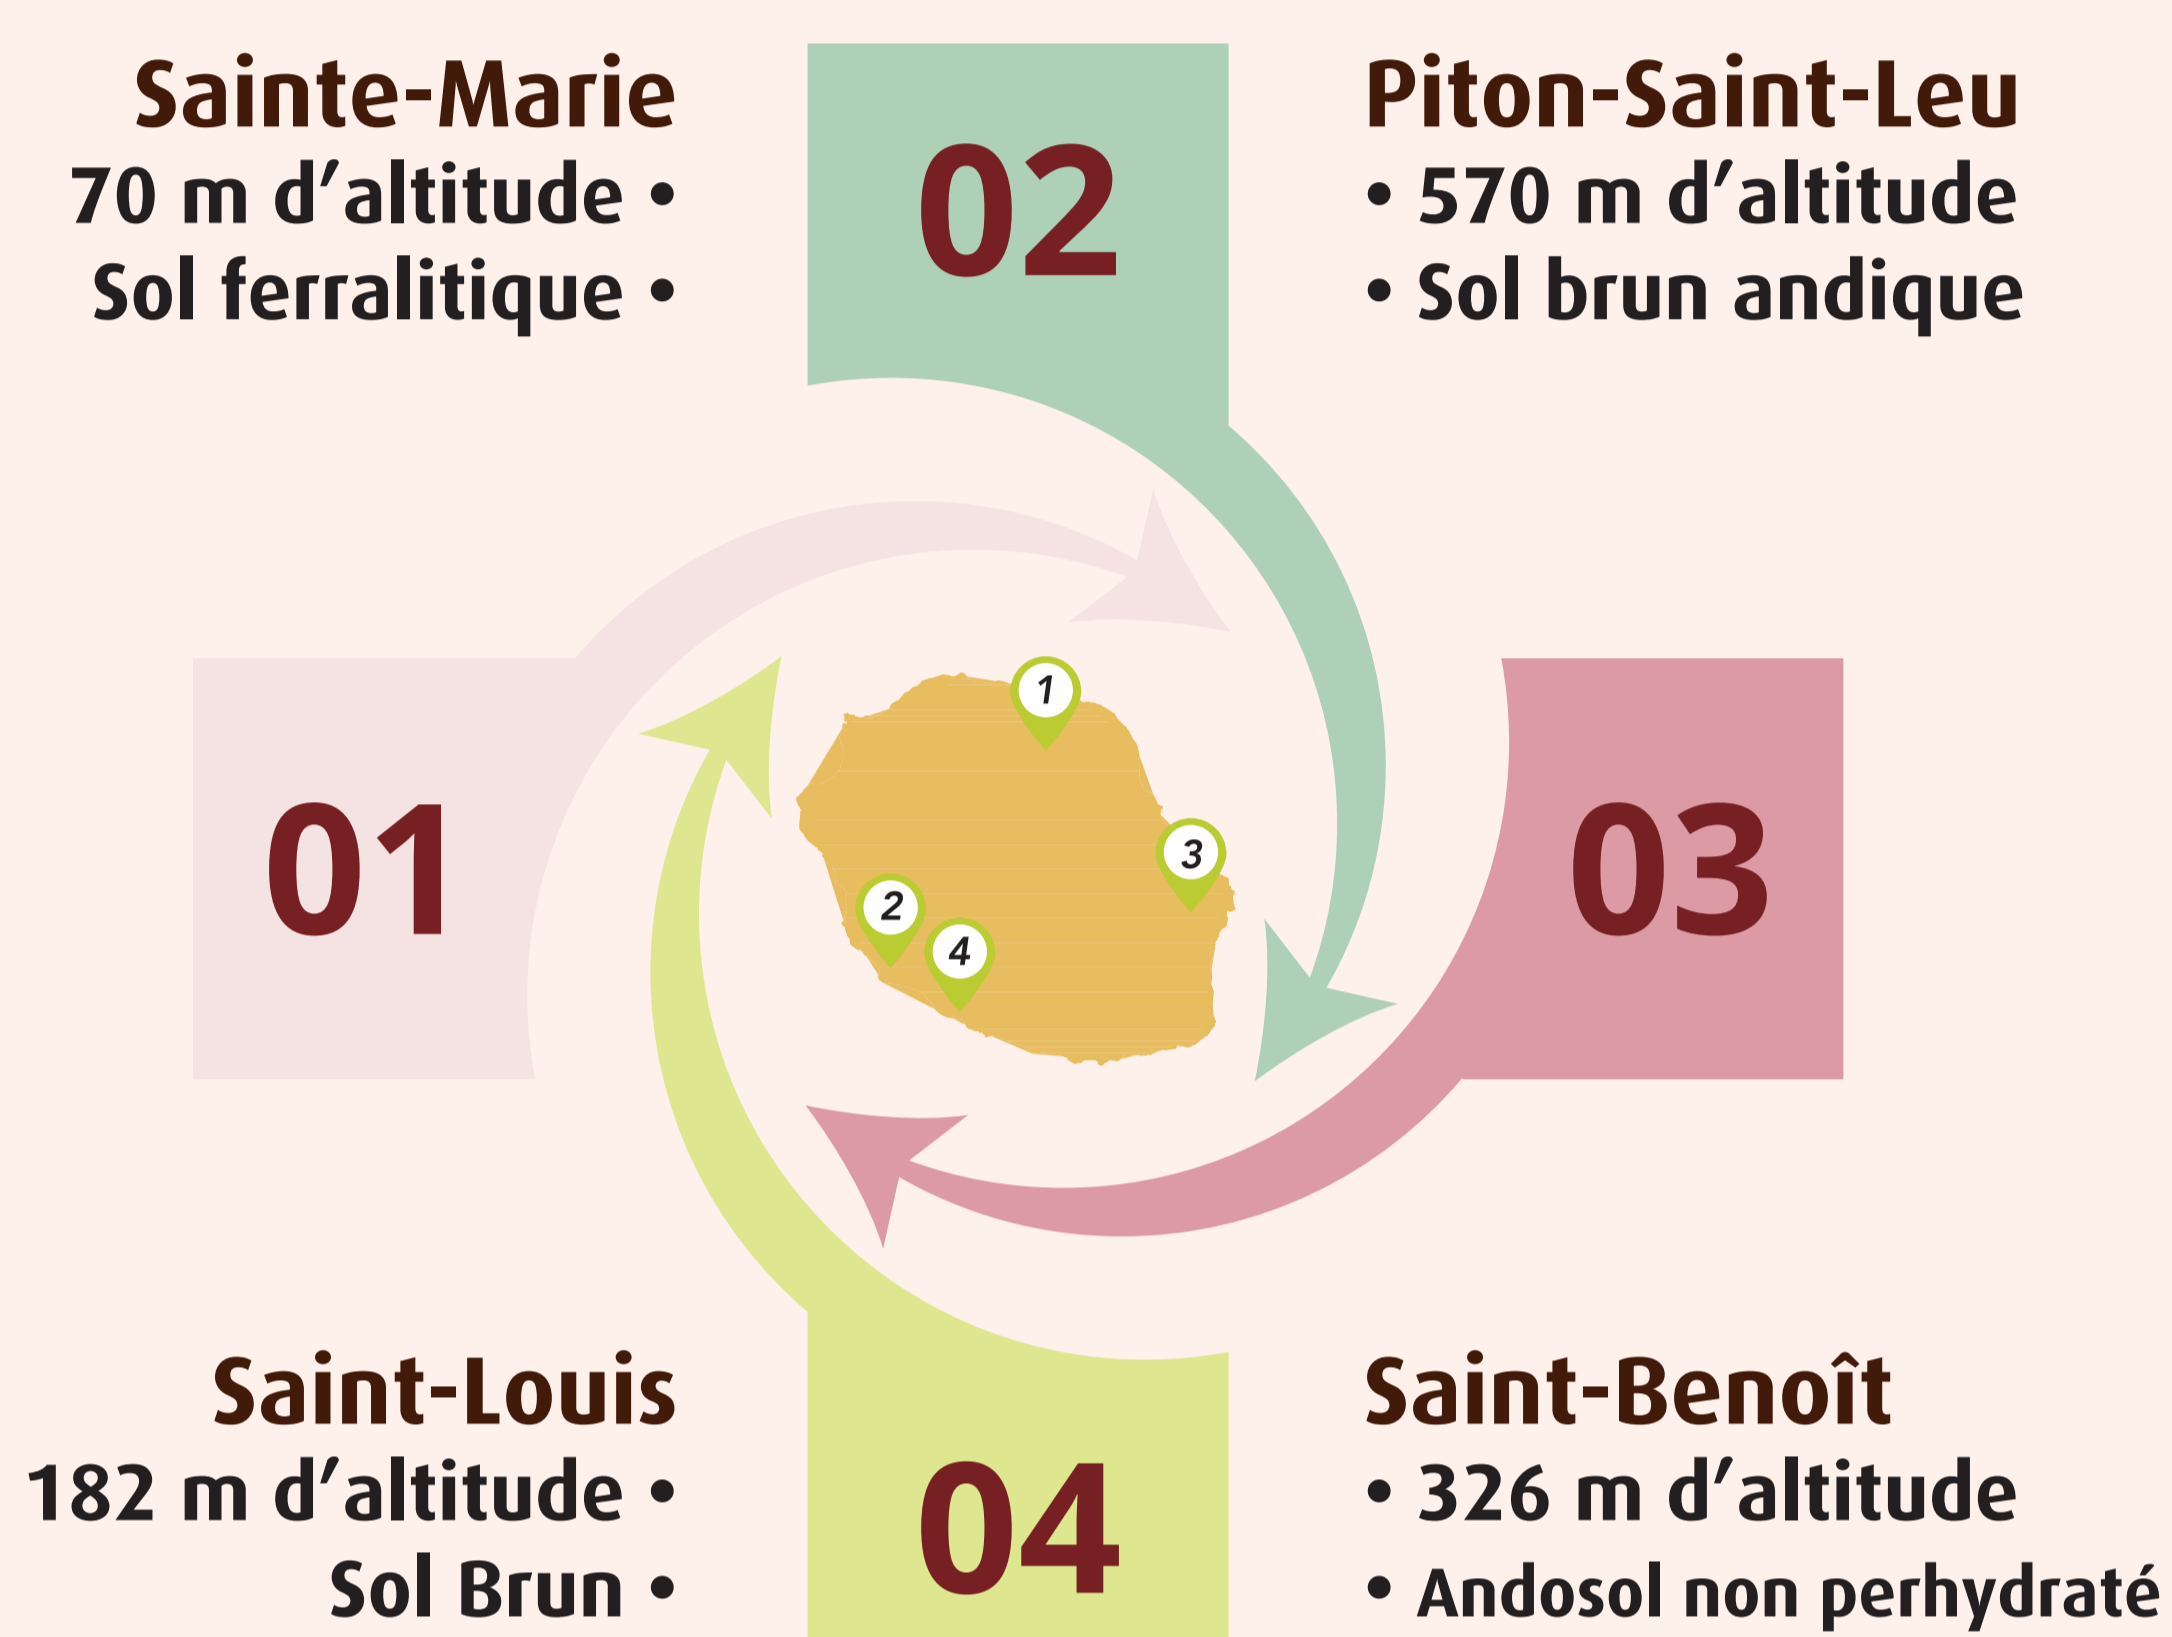 Sainte-Marie
70 m d’altitude •
Sol ferralitique •
02
Piton-Saint-Leu
• 570 m d’altitude
• Sol brun andique
01
1
2
3
4
03
Saint-Louis
182 m d’altitude •
Sol Brun •
04
Saint-Benoît
• 326 m d’altitude
• Andosol non perhydraté